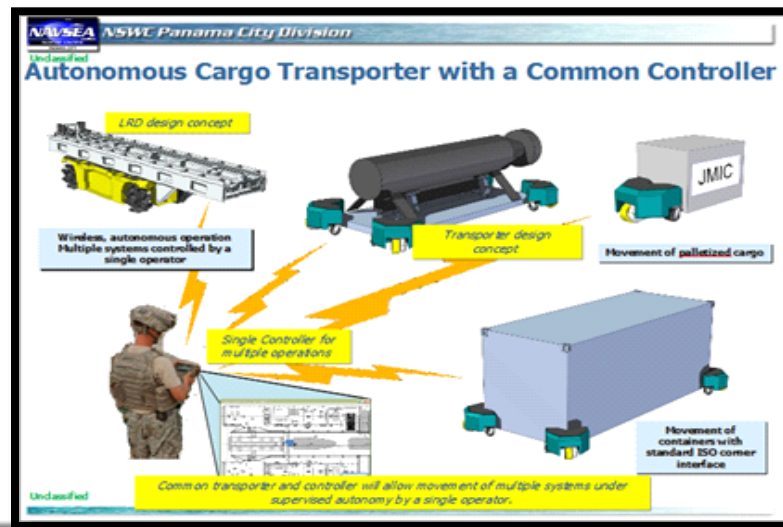 NAVSEA NSWC Panama City Division
Unclassified
Autonomous Cargo Transporter with a Common Controller
LRD design concept
JMIC
Wireless, autonomous operation
Multiple systems controlled by a
single operator
Transporter design
concept
Movement of palletized cargo
Single Controller for
multiple operations
Movement of
containers with
standard ISO corner
interface
Common transporter and controller will allow movement of multiple systems under
supervised autonomy by a single operator.
Unclassified